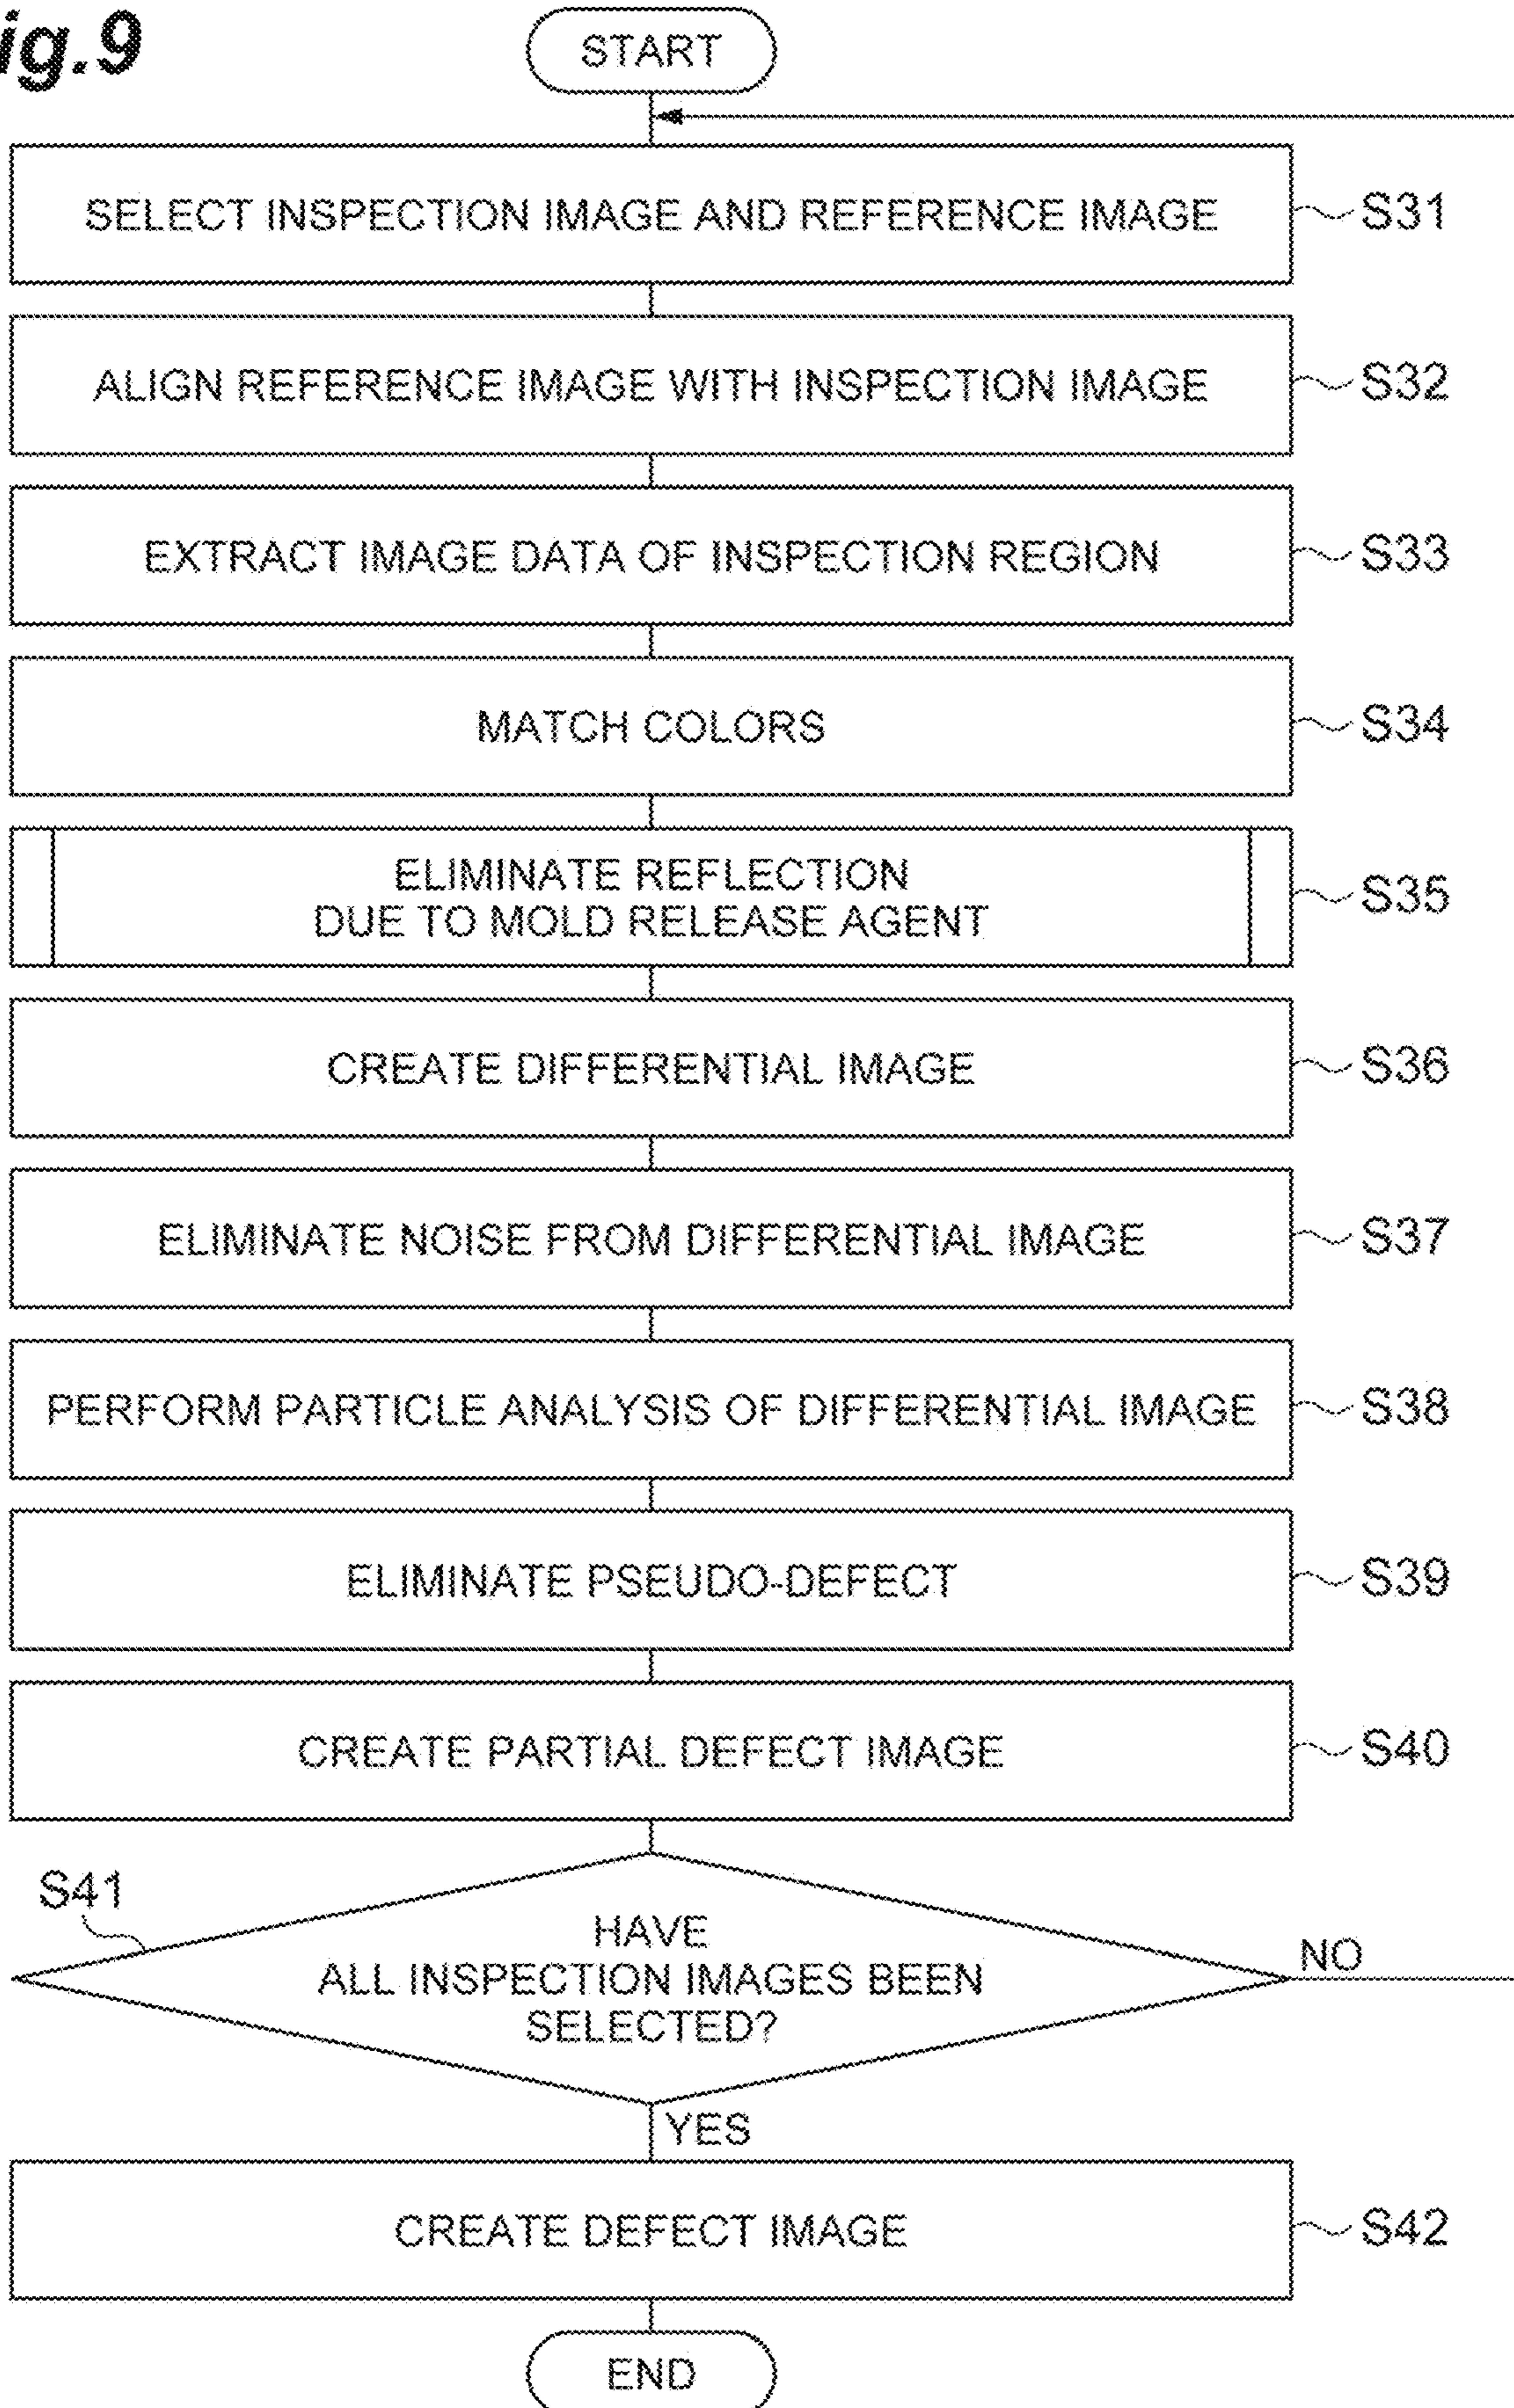 ig.9
START
SELECT INSPECTION IMAGE AND REFERENCE IMAGE
S31
ALIGN REFERENCE IMAGE WITH INSPECTION IMAGE
S32
EXTRACT IMAGE DATA OF INSPECTION REGION
S33
MATCH COLORS
S34
ELIMINATE REFLECTION
DUE TO MOLD RELEASE AGENT
S35
CREATE DIFFERENTIAL IMAGE
S36
ELIMINATE NOISE FROM DIFFERENTIAL IMAGE
S37
PERFORM PARTICLE ANALYSIS OF DIFFERENTIAL IMAGE
S38
ELIMINATE PSEUDO-DEFECT
S39
CREATE PARTIAL DEFECT IMAGE
S40
S41
HAVE
ALL INSPECTION IMAGES BEEN
SELECTED?
NO
YES
CREATE DEFECT IMAGE
S42
END